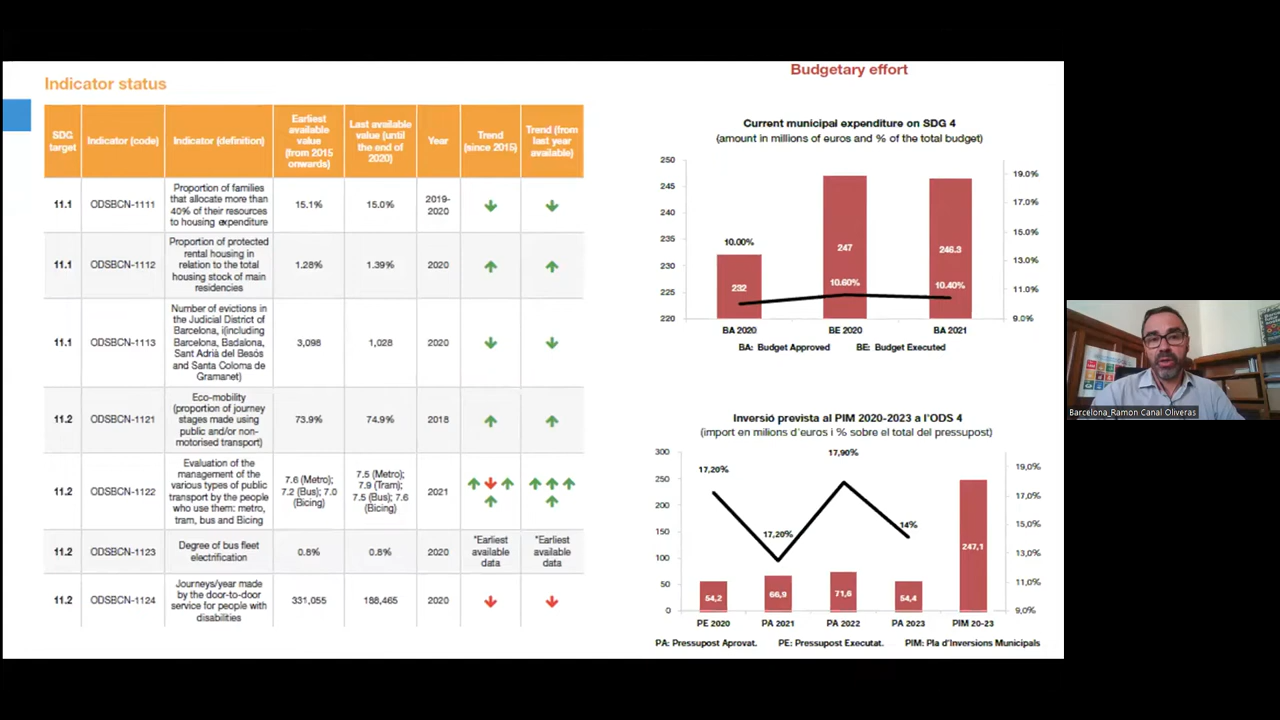 Indicator status
SDG
target
Indicator (code)
Indicator (definition)
Earliest
available
value
(from 2015
onwards)
Last available
value (until
the end of
2020)
Year
Trend
(since 2015)
Trend (from
last year
available)
11.1
ODSBCN-1111
Proportion of families
that allocate more than
40% of their resources
to housing expenditure
15.1%
15.0%
2019-
2020
11.1
ODSBCN-1112
Proportion of protected
rental housing in
relation to the total
housing stock of main
residencies
1.28%
1.39%
2020
11.1
ODSBCN-1113
Number of evictions in
the Judicial District of
Barcelona, i(including
Barcelona, Badalona,
Sant Adrià del Besós
and Santa Coloma de
Gramanet)
3,098
1,028
2020
11.2
ODSBCN-1121
Eco-mobility
(proportion of journey
stages made using
public and/or non-
motorised transport)
73.9%
74.9%
2018
11.2
ODSBCN-1122
Evaluation of the
management of the
various types of public
transport by the people
who use them: metro,
tram, bus and Bicing
7.6 (Metro);
7.2 (Bus); 7.0
(Bicing)
7.5 (Metro);
7.9 (Tram);
7.5 (Bus); 7.6
(Bicing)
2021
11.2
ODSBCN-1123
Degree of bus fleet
electrification
0.8%
0.8%
2020
*Earliest
available
data
*Earliest
available
data
11.2
ODSBCN-1124
Journeys/year made
by the door-to-door
service for people with
disabilities
331,055
188,465
2020
Budgetary effort
Current municipal expenditure on SDG 4
(amount in millions of euros and % of the total budget)
250
245
240
235
230
225
220
19.0%
17.0%
15.0%
13.0%
11.0%
9.0%
10.00%
232
247
10.60%
246.3
10.40%
BA 2020
BE 2020
BA 2021
BA: Budget Approved
BE: Budget Executed
Inversió prevista al PIM 2020-2023 a l'ODS 4
(import en milions d'euros i % sobre el total del pressupost)
300
250
200
150
100
50
0
19,0%
17,0%
15,0%
13,0%
11,0%
9,0%
17,20%
17,20%
17,90%
14%
54,2
66,9
71,6
54,4
247,1
PE 2020
PA 2021
PA 2022
PA 2023
PIM 20-23
PA: Pressupost Aprovat.
PE: Pressupost Executat.
PIM: Pla d'Inversions Municipals
Barcelona_Ramon Canal Oliveras